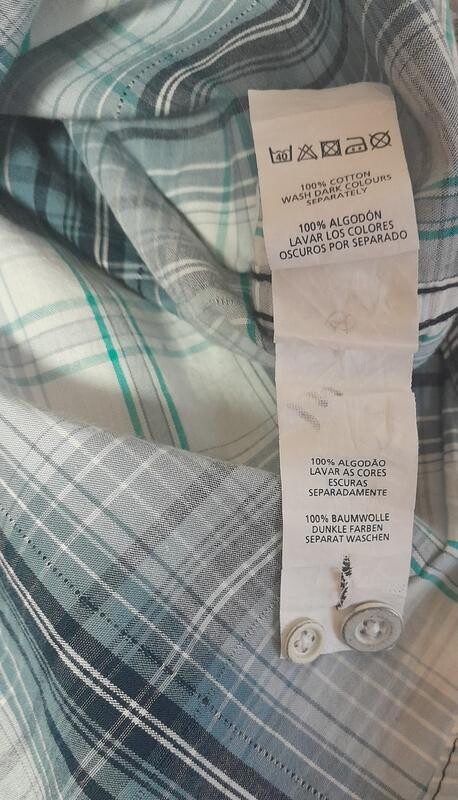 40
100% COTTON
WASH DARK COLOURS
SEPARATELY
100% ALGODÓN
LAVAR LOS COLORES
OSCUROS POR SEPARADO
100% ALGODÃO
LAVAR AS CORES
ESCURAS
SEPARADAMENTE
100% BAUMWOLLE
DUNKLE FARBEN
SEPARAT WASCHEN